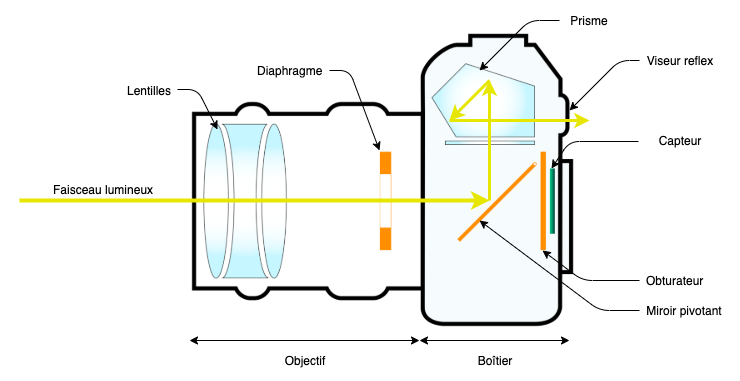 Prisme
Viseur reflex
Diaphragme
Lentilles
Capteur
Faisceau lumineux
Obturateur
Miroir pivotant
Objectif
Boîtier